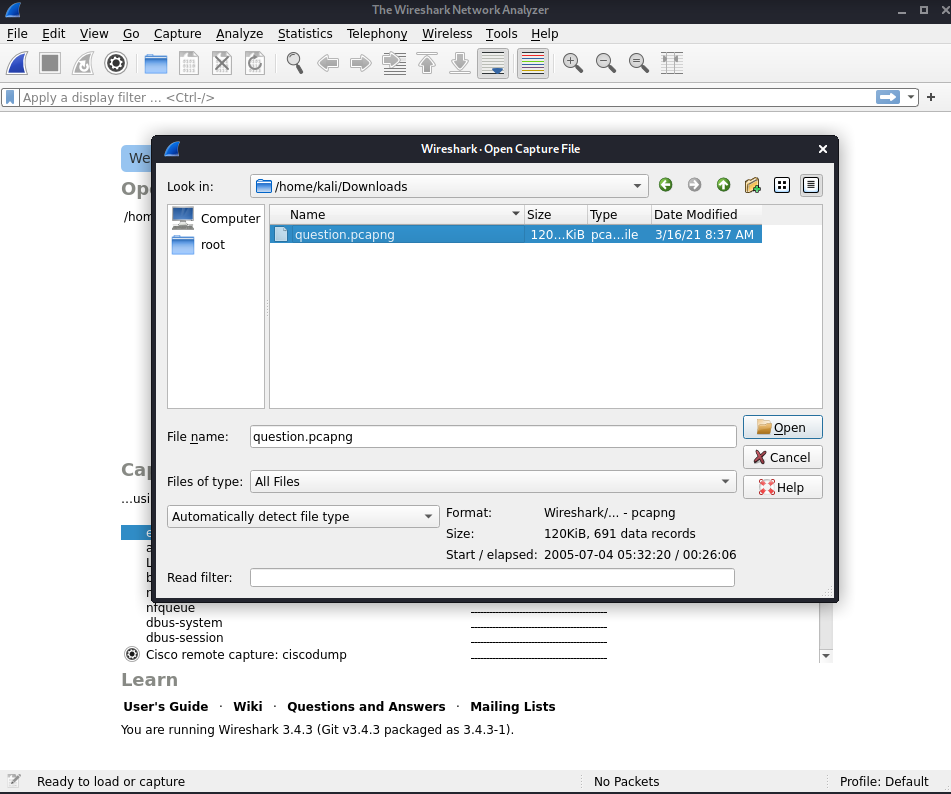 The Wireshark Network Analyzer
File Edit View Go Capture Analyze Statistics Telephony Wireless Tools Help
Apply a display filter … <Ctrl-/>
We
Wireshark · Open Capture File
Op
Look in: /home/kali/Downloads
/hom
Computer
root
Name Size Type Date Modified
question.pcapng 120…KiB pca…ile 3/16/21 8:37 AM
File name: question.pcapng Open
Cap
Cancel
Files of type: All Files
Help
…usi
Automatically detect file type
Format: Wireshark/... - pcapng
Size: 120KiB, 691 data records
Start / elapsed: 2005-07-04 05:32:20 / 00:26:06
Read filter:
nfqueue
dbus-system
dbus-session
Cisco remote capture: ciscodump
Learn
User's Guide · Wiki · Questions and Answers · Mailing Lists
You are running Wireshark 3.4.3 (Git v3.4.3 packaged as 3.4.3-1).
Ready to load or capture No Packets Profile: Default